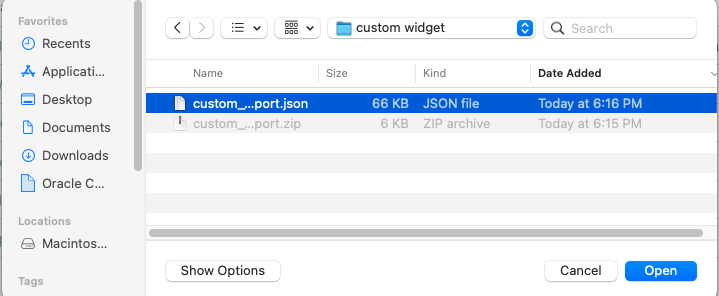 Favorites
Recents
Applicati...
Desktop
Documents
Downloads
Oracle C...
Locations
Macintos...
Tags
custom widget
Search
Name Size Kind Date Added
custom_...port.json 66 KB JSON file Today at 6:16 PM
custom_...port.zip 6 KB ZIP archive Today at 6:15 PM
Show Options Cancel Open